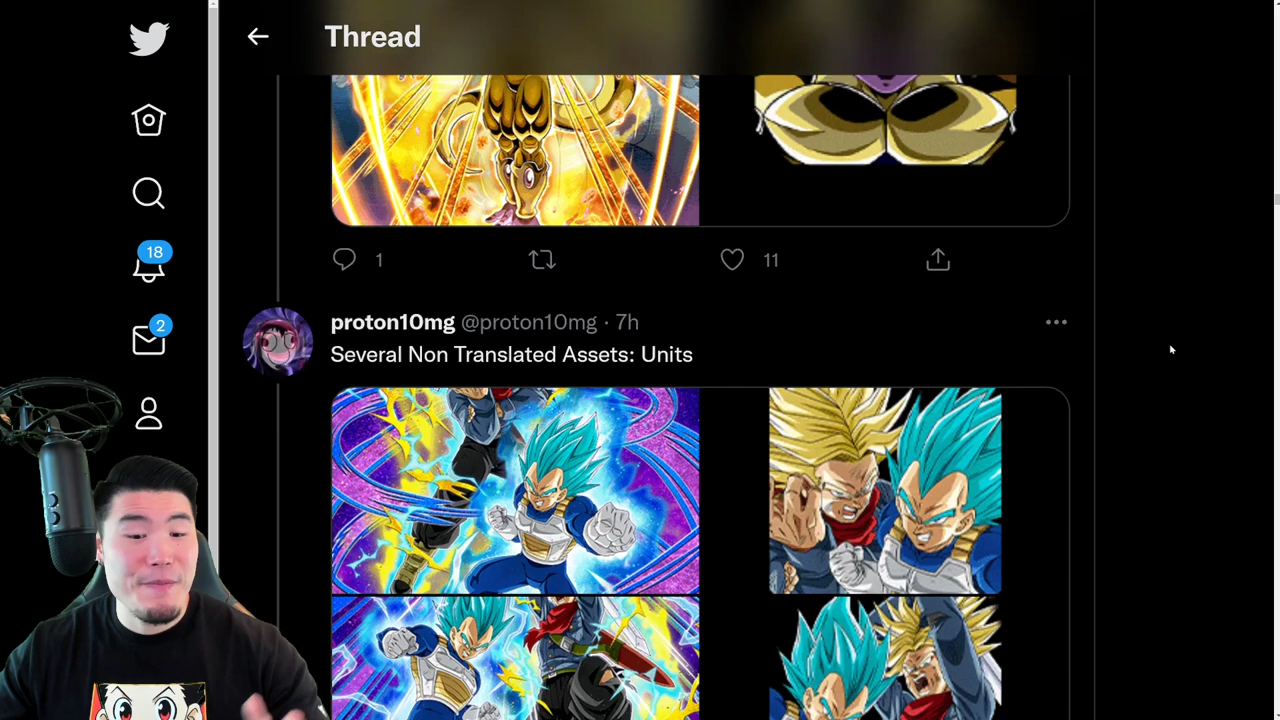 Thread
18
2
1
11
proton10mg @proton10mg · 7h
Several Non Translated Assets: Units